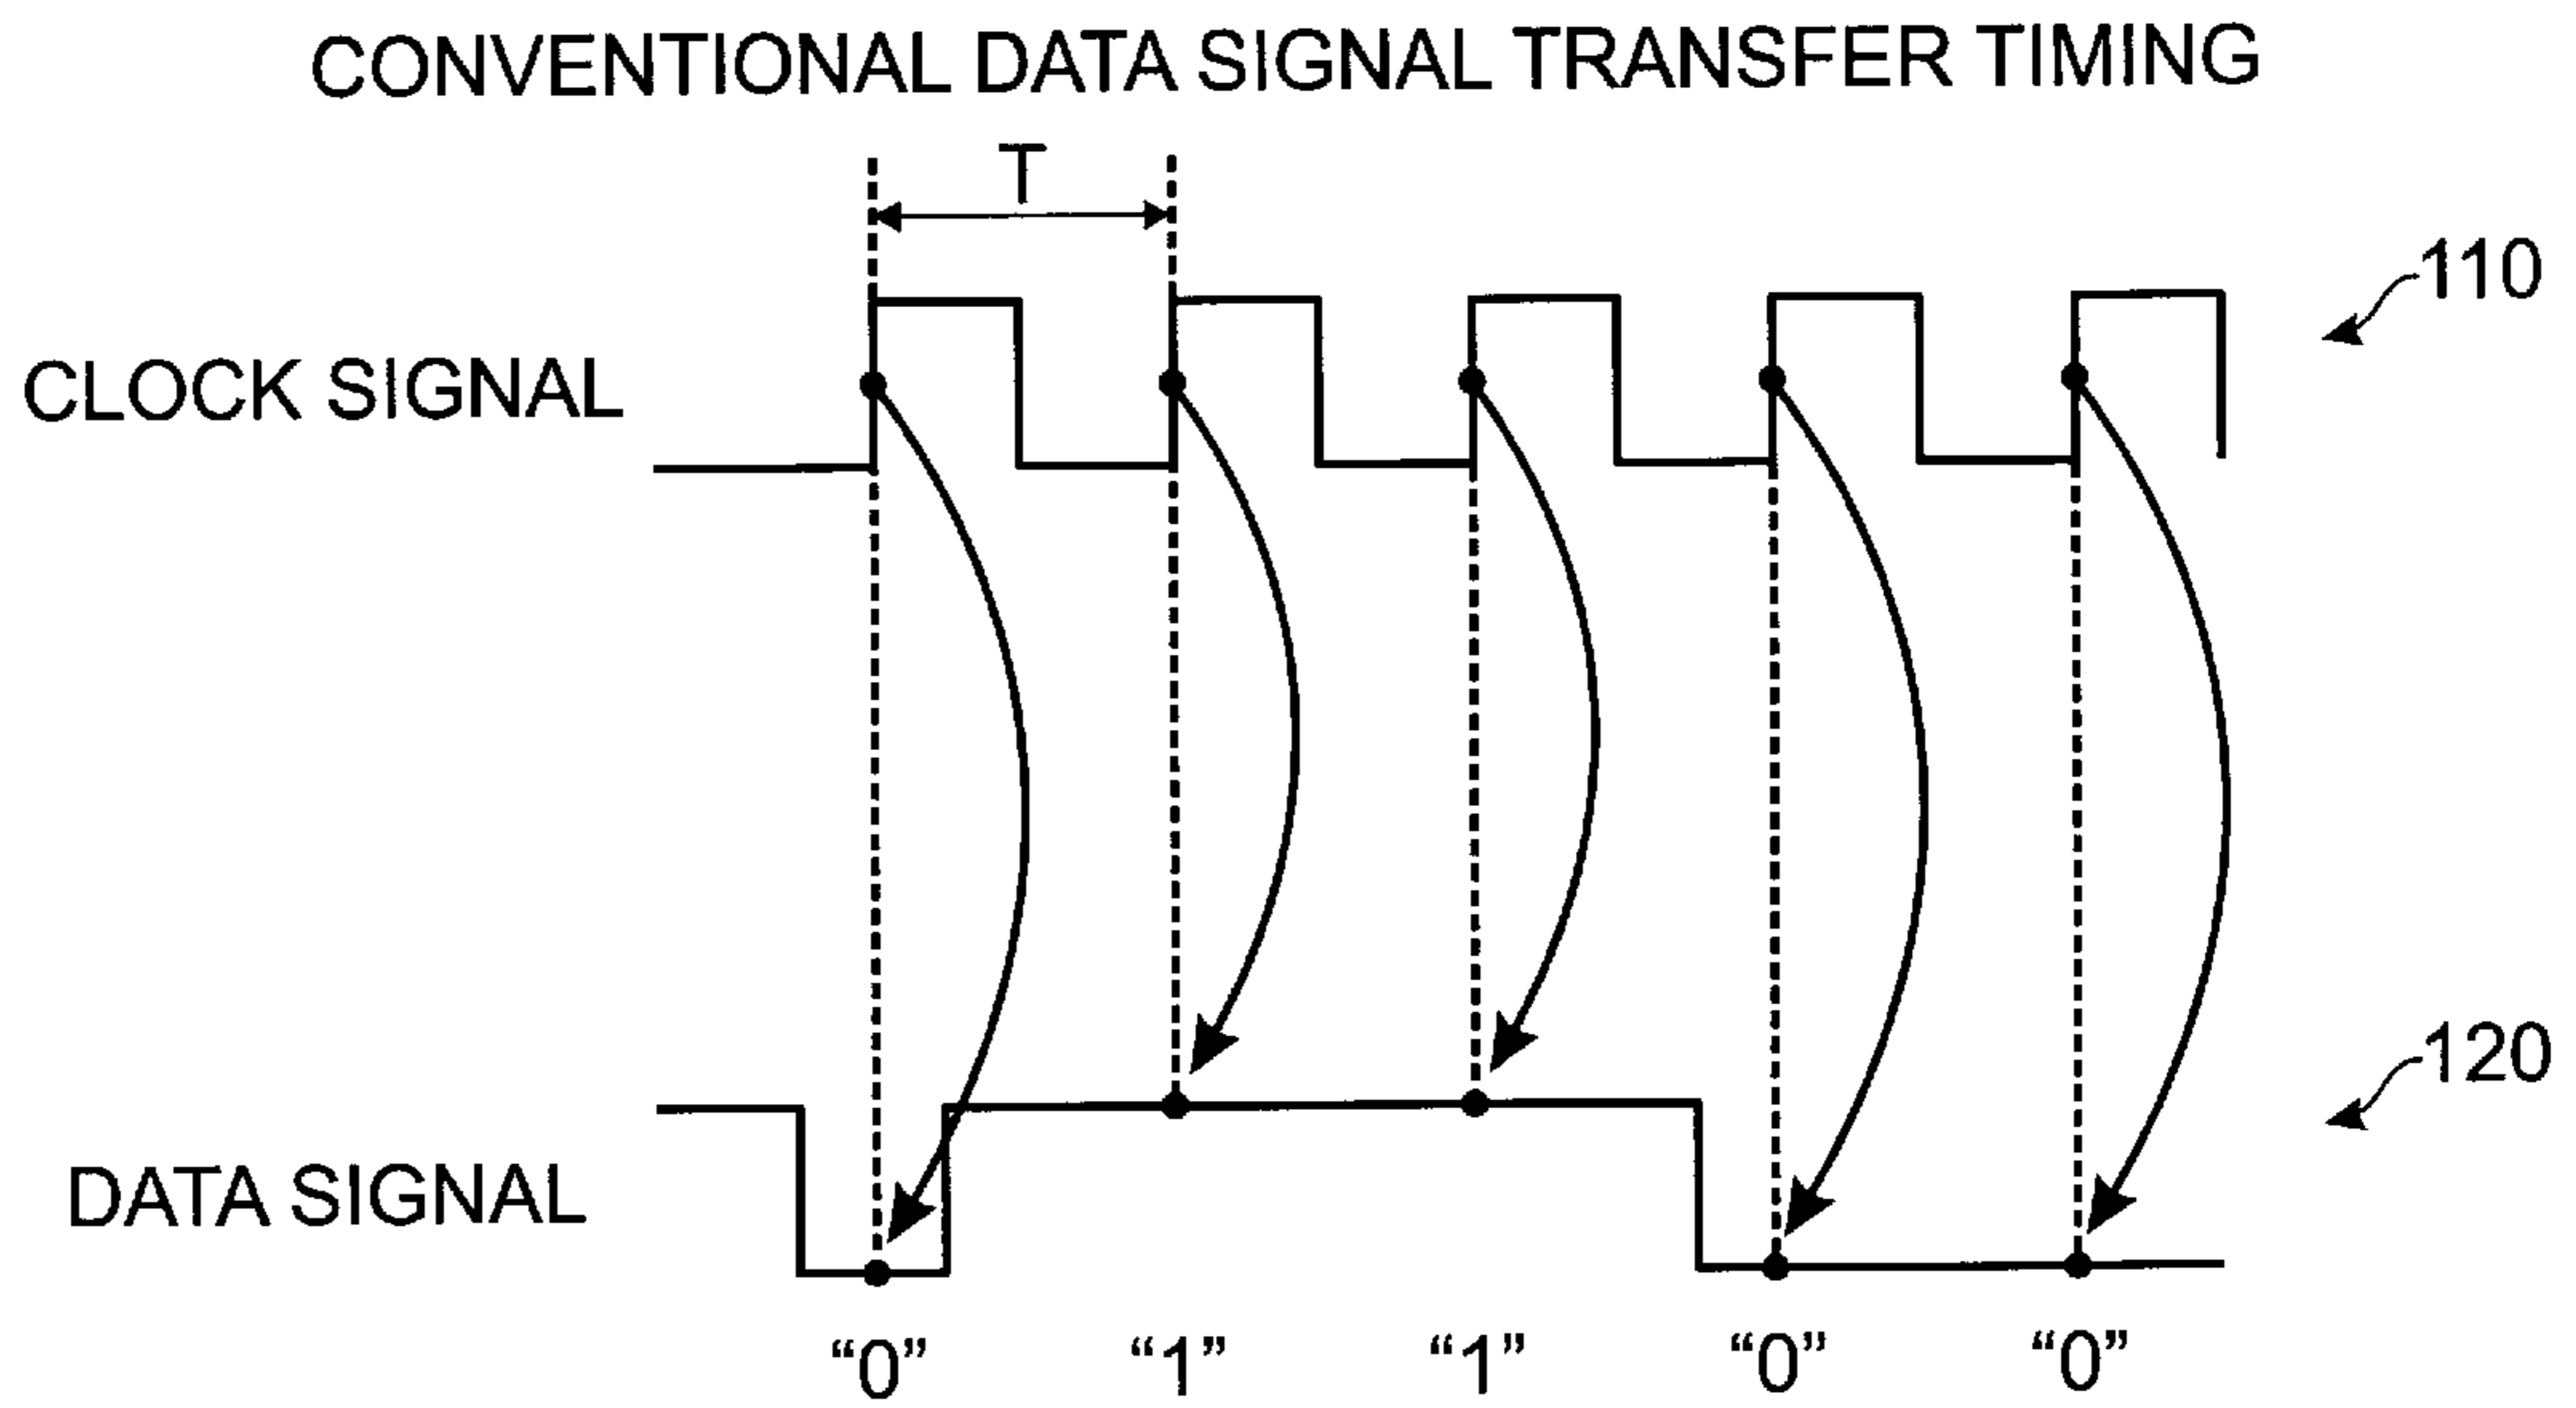 CONVENTIONAL DATA SIGNAL TRANSFER TIMING
T
110
CLOCK SIGNAL
120
DATA SIGNAL
“0” “1” “1” “0” “0”